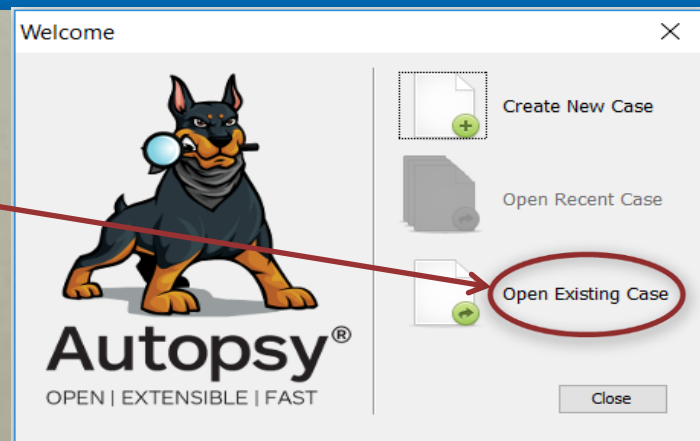 Welcome
Create New Case
Open Recent Case
Open Existing Case
Autopsy®
OPEN | EXTENSIBLE | FAST
Close